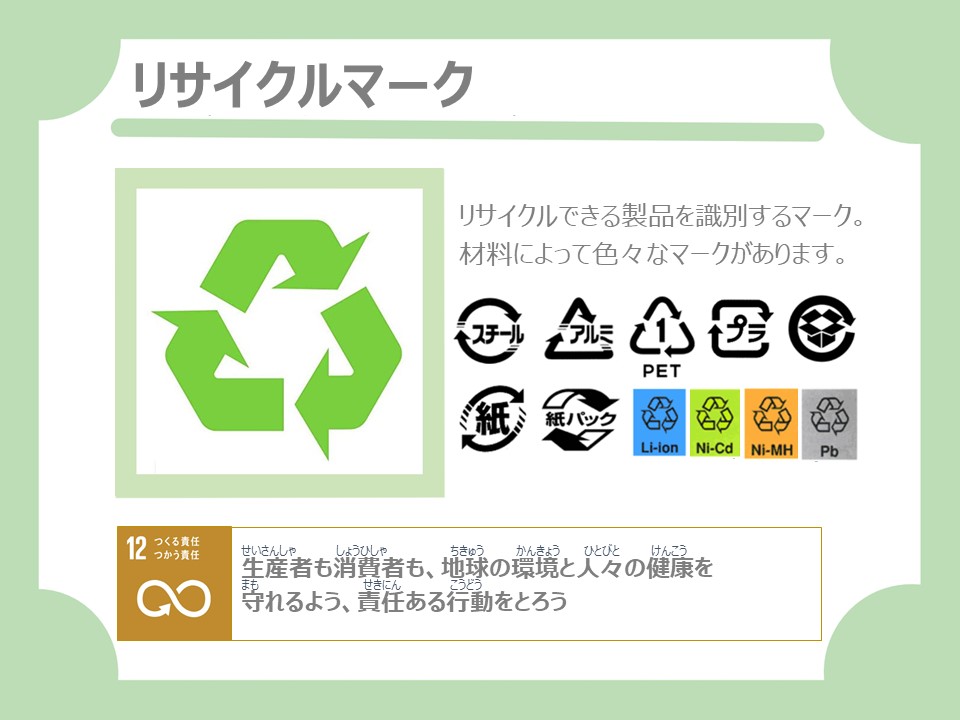 リサイクルマーク
リサイクルできる製品を識別するマーク。
材料によって色々なマークがあります。
スチール
アルミ
1
PET
プラ
紙
紙パック
Li-ion
Ni-Cd
Ni-MH
Pb
12 つくる責任
つかう責任
せいさんしゃ しょうひしゃ ちきゅう かんきょう ひとびと けんこう
生産者も消費者も、地球の環境と人々の健康を
まも せきにん こうどう
守れるよう、責任ある行動をとろう